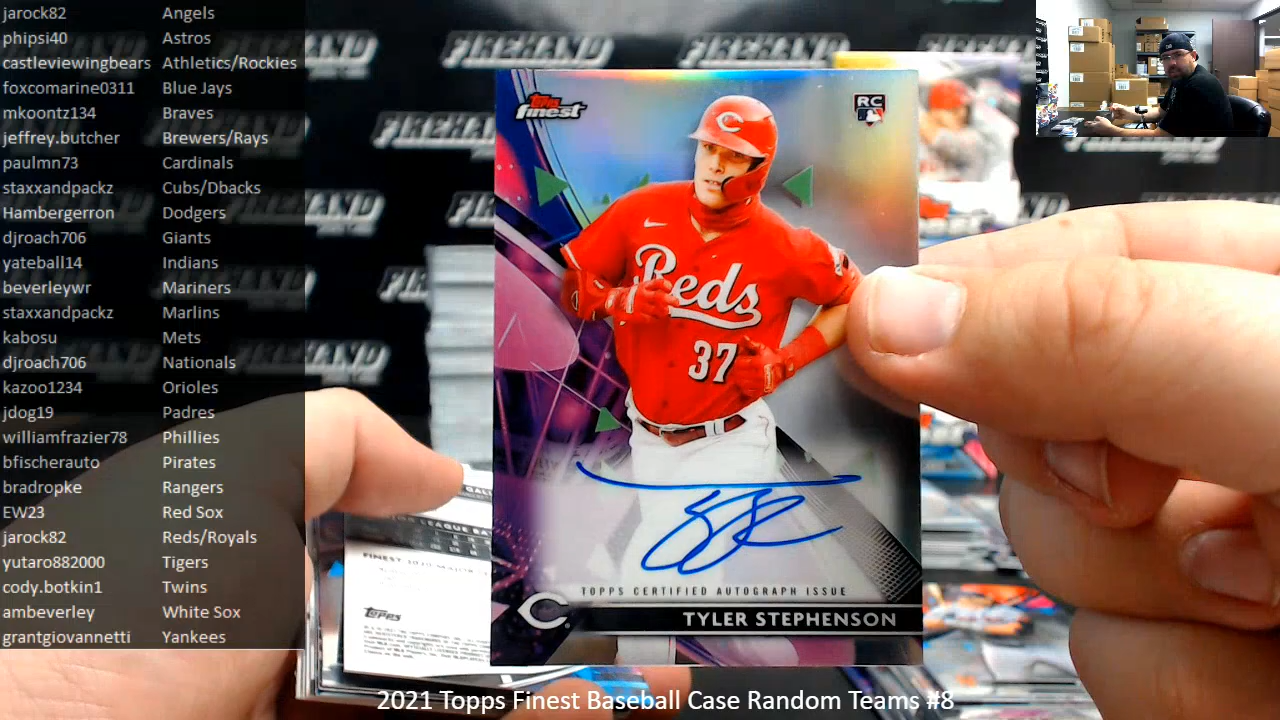 jarock82 Angels
phipsi40 Astros
castleviewingbears Athletics/Rockies
foxcomarine0311 Blue Jays
mkoontz134 Braves
jeffrey.butcher Brewers/Rays
paulmn73 Cardinals
staxxandpackz Cubs/Dbacks
Hambergerron Dodgers
djroach706 Giants
yateball14 Indians
beverleywr Mariners
staxxandpackz Marlins
kabosu Mets
djroach706 Nationals
kazoo1234 Orioles
jdog19 Padres
williamfrazier78 Phillies
bfischerauto Pirates
bradropke Rangers
EW23 Red Sox
jarock82 Reds/Royals
yutaro882000 Tigers
cody.botkin1 Twins
ambeverley White Sox
grantgiovannetti Yankees
FIREHAND FIREHAND FIREHAND
Topps finest
RC
C
Reds
37
TOPPS CERTIFIED AUTOGRAPH ISSUE
C
TYLER STEPHENSON
Topps
2021 Topps Finest Baseball Case Random Teams #8